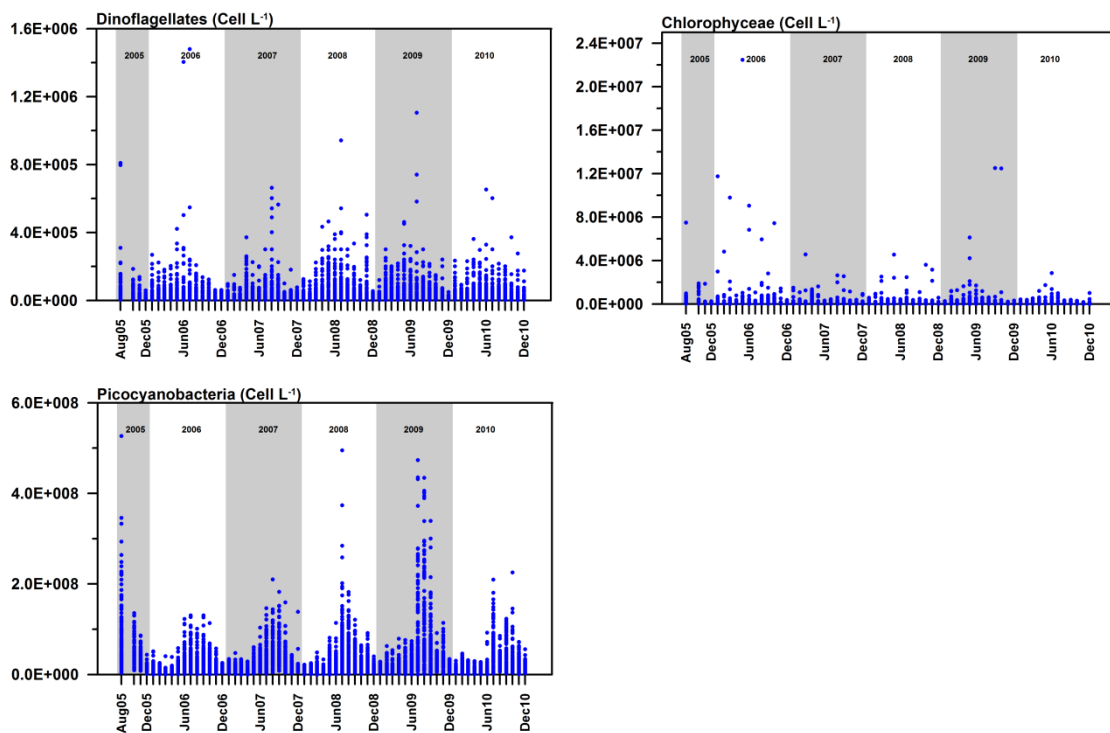 Dinoflagellates (Cell L⁻¹)
1.6E+006
1.2E+006
8.0E+005
4.0E+005
0.0E+000
2005 2006 2007 2008 2009 2010
Aug05 Dec05 Jun06 Dec06 Jun07 Dec07 Jun08 Dec08 Jun09 Dec09 Jun10 Dec10
Chlorophyceae (Cell L⁻¹)
2.4E+007
2.0E+007
1.6E+007
1.2E+007
8.0E+006
4.0E+006
0.0E+000
2005 2006 2007 2008 2009 2010
Aug05 Dec05 Jun06 Dec06 Jun07 Dec07 Jun08 Dec08 Jun09 Dec09 Jun10 Dec10
Picocyanobacteria (Cell L⁻¹)
6.0E+008
4.0E+008
2.0E+008
0.0E+000
2005 2006 2007 2008 2009 2010
Aug05 Dec05 Jun06 Dec06 Jun07 Dec07 Jun08 Dec08 Jun09 Dec09 Jun10 Dec10